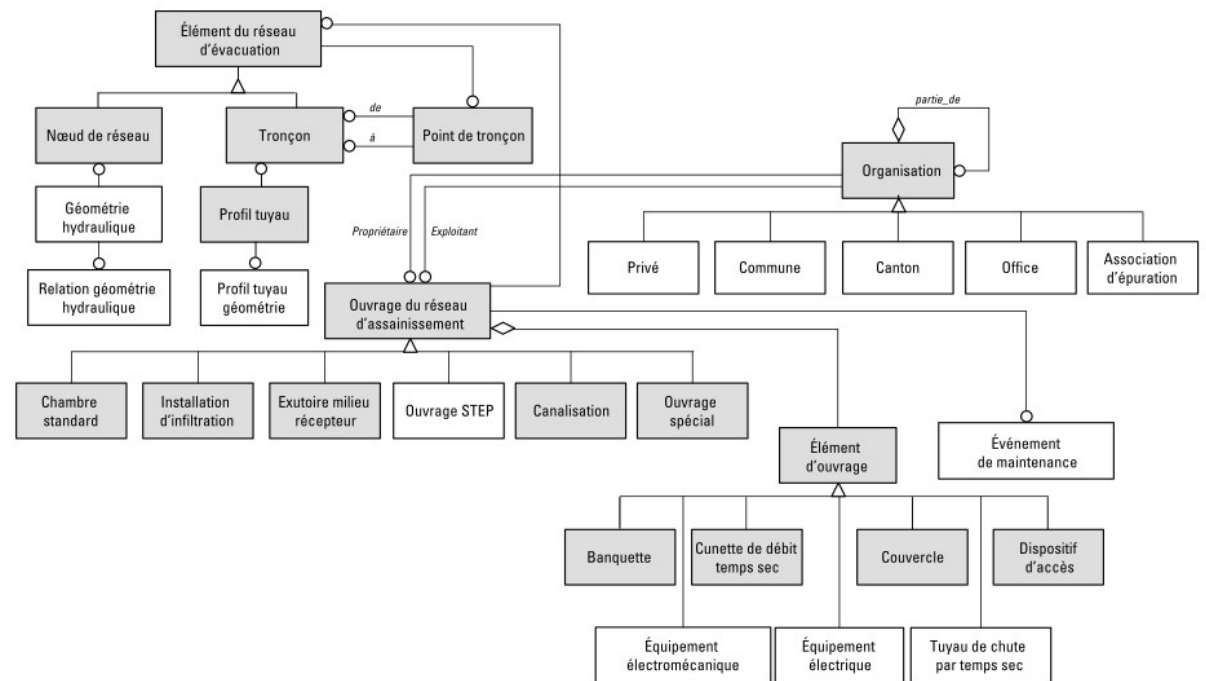 Élément du réseau
d'évacuation
Nœud de réseau
Tronçon
de
à
Point de tronçon
partie_de
Organisation
Géométrie
hydraulique
Profil tuyau
Propriétaire
Exploitant
Privé
Commune
Canton
Office
Association
d'épuration
Relation géométrie
hydraulique
Profil tuyau
géométrie
Ouvrage du réseau
d'assainissement
Chambre
standard
Installation
d'infiltration
Exutoire milieu
récepteur
Ouvrage STEP
Canalisation
Ouvrage
spécial
Élément
d'ouvrage
Événement
de maintenance
Banquette
Cunette de débit
temps sec
Couvercle
Dispositif
d'accès
Équipement
électromécanique
Équipement
électrique
Tuyau de chute
par temps sec